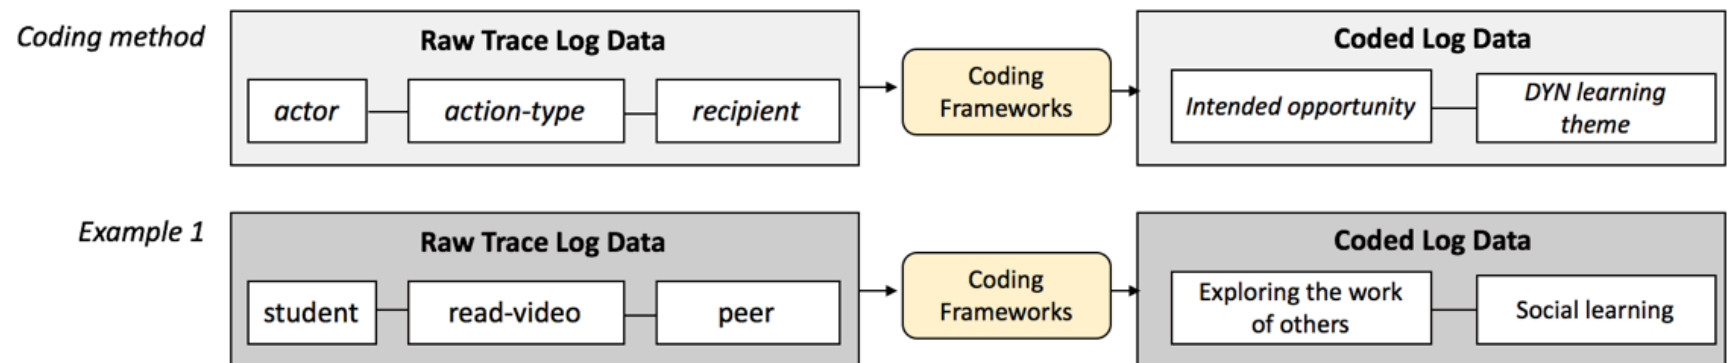 Coding method
Raw Trace Log Data
actor
action-type
recipient
Coding
Frameworks
Coded Log Data
Intended opportunity
DYN learning
theme
Example 1
Raw Trace Log Data
student
read-video
peer
Coding
Frameworks
Coded Log Data
Exploring the work
of others
Social learning